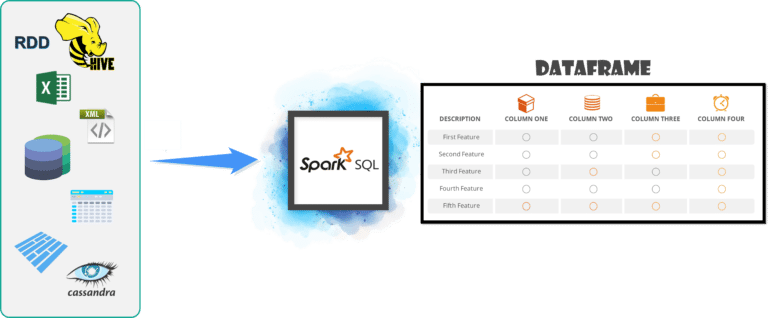 RDD
HIVE
X
XML
</>
cassandra
Spark SQL
DATAFRAME
DESCRIPTION COLUMN ONE COLUMN TWO COLUMN THREE COLUMN FOUR
First Feature
Second Feature
Third Feature
Fourth Feature
Fifth Feature